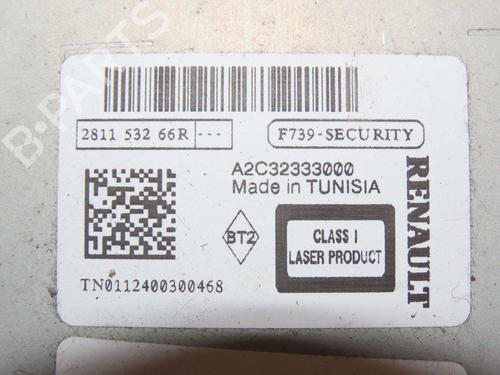 B-PARTS
2811 532 66R ---
F739-SECURITY
A2C32333000
Made in TUNISIA
BT2
CLASS I
LASER PRODUCT
TN0112400300468
RENAULT